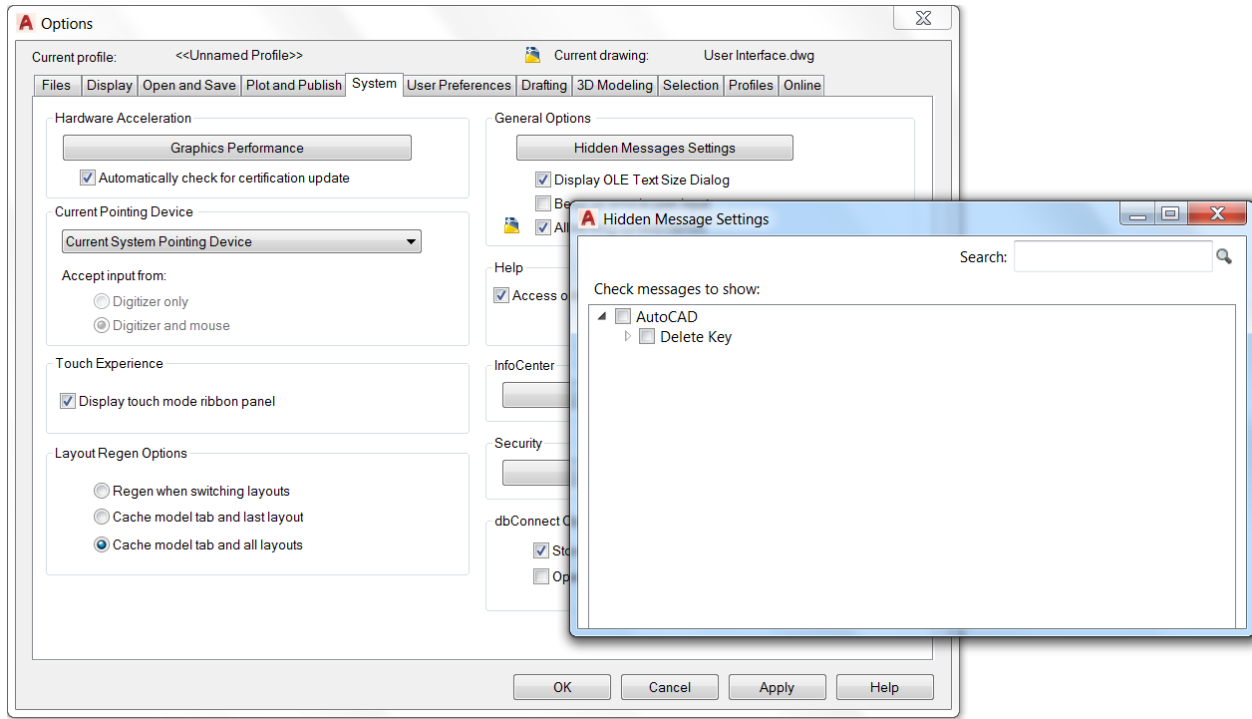 Options
Current profile: <<Unnamed Profile>> Current drawing: User Interface.dwg
Files Display Open and Save Plot and Publish System User Preferences Drafting 3D Modeling Selection Profiles Online
Hardware Acceleration
Graphics Performance
Automatically check for certification update
Current Pointing Device
Current System Pointing Device
Accept input from:
Digitizer only
Digitizer and mouse
Touch Experience
Display touch mode ribbon panel
Layout Regen Options
Regen when switching layouts
Cache model tab and last layout
Cache model tab and all layouts
General Options
Hidden Messages Settings
Display OLE Text Size Dialog
Help
Access
InfoCenter
Security
dbConnect
Hidden Message Settings
Search:
Check messages to show:
AutoCAD
Delete Key
OK Cancel Apply Help